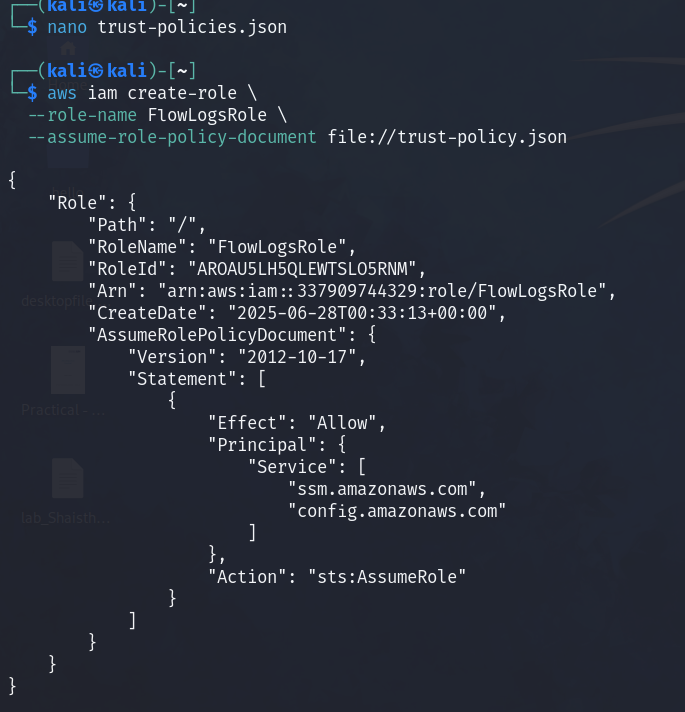 ┌──(kali㉿kali)-[~]
└─$ nano trust-policies.json
┌──(kali㉿kali)-[~]
└─$ aws iam create-role \
--role-name FlowLogsRole \
--assume-role-policy-document file://trust-policy.json
{
"Role": {
"Path": "/",
"RoleName": "FlowLogsRole",
"RoleId": "AROAU5LH5QLEWTSLO5RNM",
"Arn": "arn:aws:iam::337909744329:role/FlowLogsRole",
"CreateDate": "2025-06-28T00:33:13+00:00",
"AssumeRolePolicyDocument": {
"Version": "2012-10-17",
"Statement": [
{
"Effect": "Allow",
"Principal": {
"Service": [
"ssm.amazonaws.com",
"config.amazonaws.com"
]
},
"Action": "sts:AssumeRole"
}
]
}
}
}
desktopfile
Practical-...
lab_Shaisth...